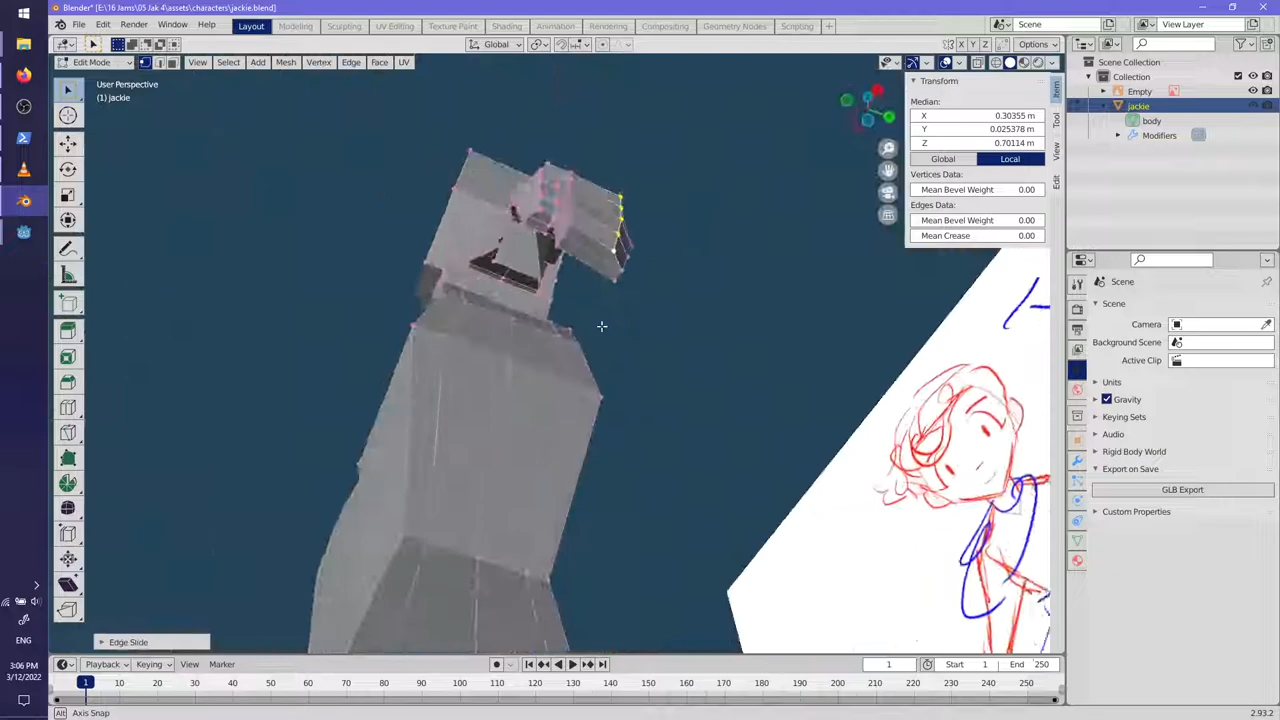 Blender* [E:\16 Jams\05 Jak 4\assets\characters\jackie.blend]
File Edit Render Window Help Layout Modeling Sculpting UV Editing Texture Paint Shading Animation Rendering Compositing Geometry Nodes Scripting + Scene View Layer
Global X Y Z Options
Edit Mode View Select Add Mesh Vertex Edge Face UV
User Perspective
(1) jackie
Transform
Median:
X 0.30355 m
Y 0.025378 m
Z 0.70114 m
Global Local
Vertices Data:
Mean Bevel Weight 0.00
Edges Data:
Mean Bevel Weight 0.00
Mean Crease 0.00
Item
Tool
View
Edit
Scene Collection
Collection
Empty
jackie
body
Modifiers
Scene
Scene
Camera
Background Scene
Active Clip
Units
Gravity
Keying Sets
Audio
Rigid Body World
Export on Save
GLB Export
Custom Properties
Edge Slide
Playback Keying View Marker 1 Start 1 End 250
1 10 20 30 40 50 60 70 80 90 100 110 120 130 140 150 160 170 180 190 200 210 220 230 240 250
Alt Axis Snap 2.93.2
ENG
3:06 PM
3/12/2022